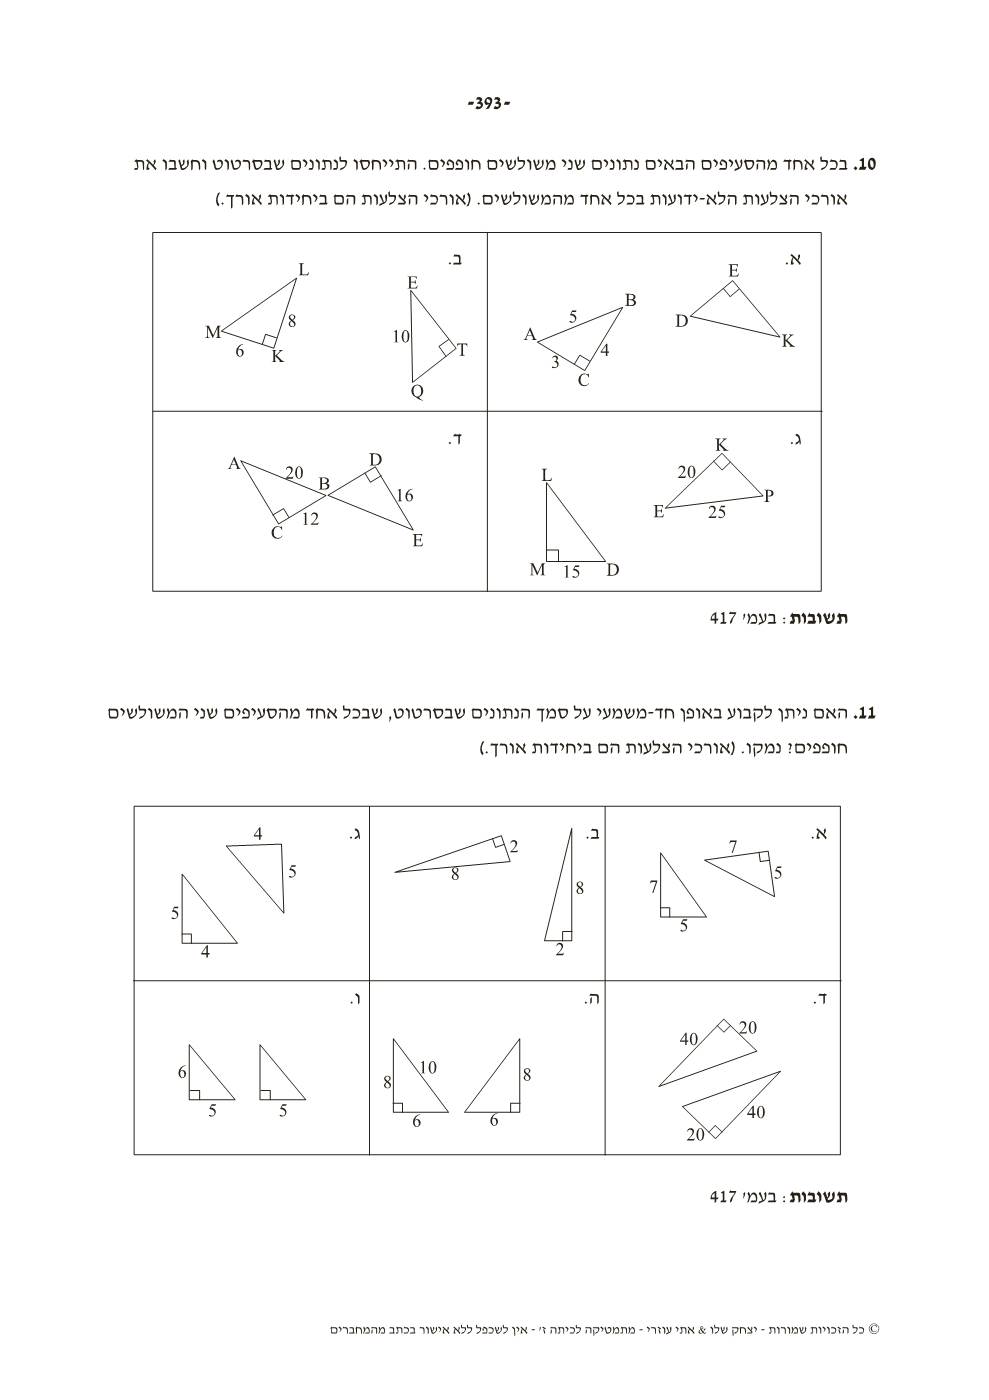 -393-
10. בכל אחד מהסעיפים הבאים נתונים שני משולשים חופפים. התייחסו לנתונים שבסרטוט וחשבו את
אורכי הצלעות הלא-ידועות בכל אחד מהמשולשים. (אורכי הצלעות הם ביחידות אורך.)
א.
E
D
K
B
5
A
3
4
C
ב.
E
10
T
Q
L
8
M
6
K
ג.
K
20
P
E
25
L
M
15
D
ד.
A
20
B
D
16
12
C
E
תשובות: בעמ' 417
11. האם ניתן לקבוע באופן חד-משמעי על סמך הנתונים שבסרטוט, שבכל אחד מהסעיפים שני המשולשים
חופפים? נמקו. (אורכי הצלעות הם ביחידות אורך.)
א.
7
5
7
5
ב.
2
8
8
2
ג.
4
5
5
4
ד.
40
20
40
20
ה.
10
8
6
8
6
ו.
6
5
5
תשובות: בעמ' 417
© כל הזכויות שמורות - יצחק שלו & אתי עוזרי - מתמטיקה לכיתה ז' - אין לשכפל ללא אישור בכתב מהמחברים